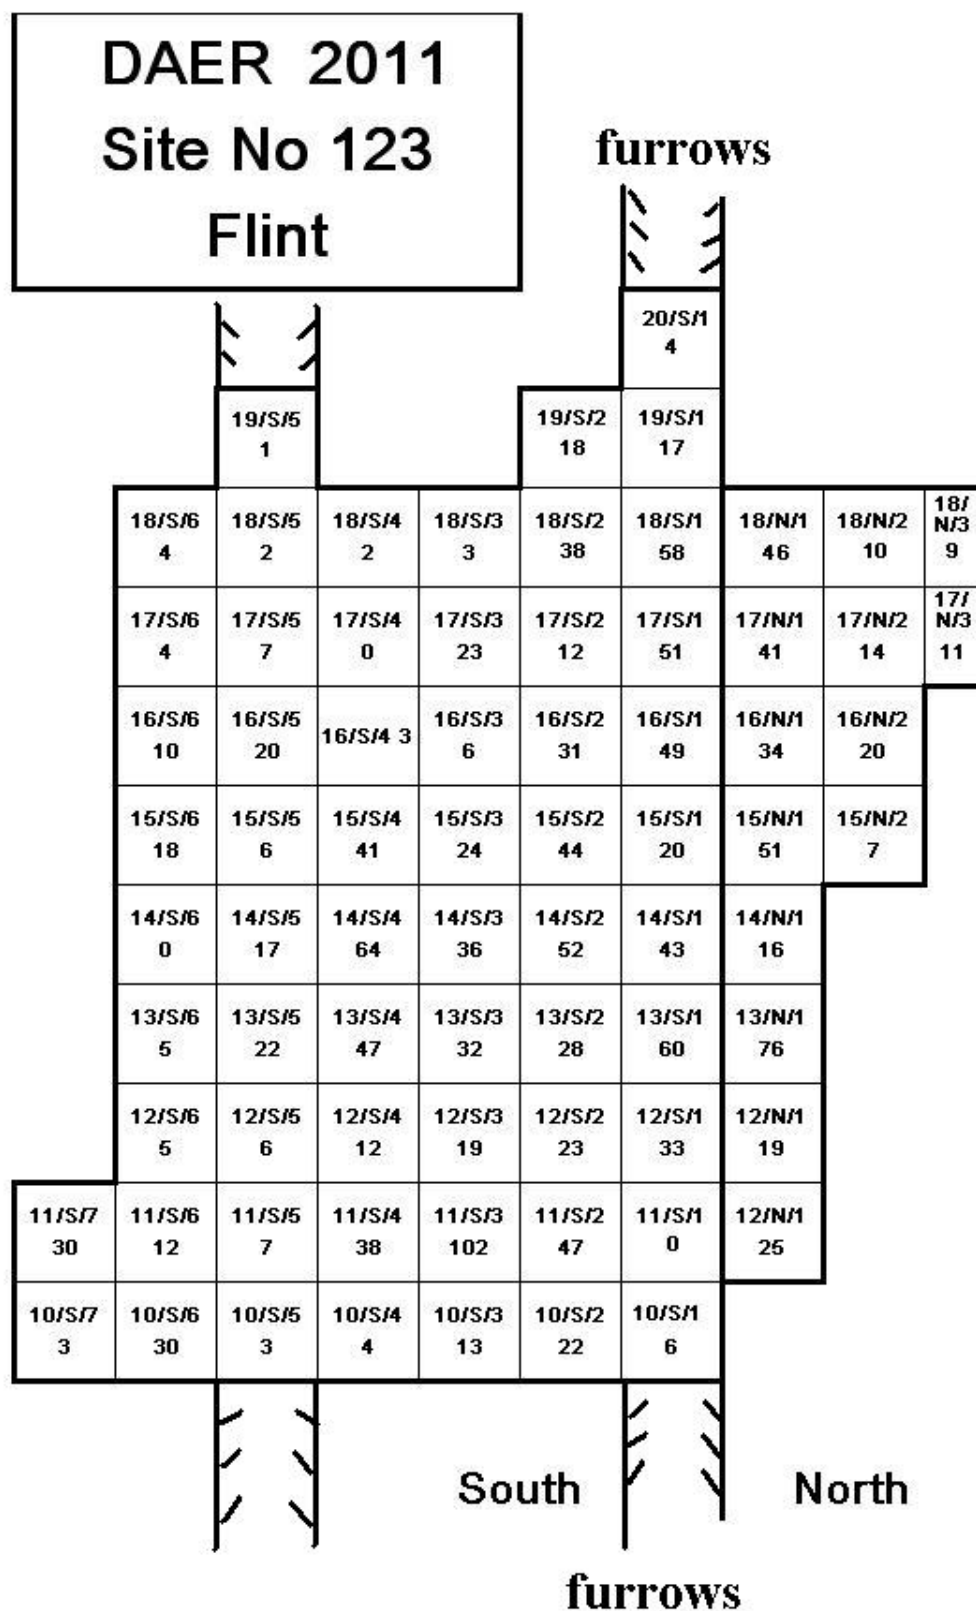 DAER 2011
Site No 123
Flint
furrows
20/S/1
4
19/S/5
1
19/S/2
18
19/S/1
17
18/S/6
4
18/S/5
2
18/S/4
2
18/S/3
3
18/S/2
38
18/S/1
58
18/N/1
46
18/N/2
10
18/
N/3
9
17/S/6
4
17/S/5
7
17/S/4
0
17/S/3
23
17/S/2
12
17/S/1
51
17/N/1
41
17/N/2
14
17/
N/3
11
16/S/6
10
16/S/5
20
16/S/4 3
16/S/3
6
16/S/2
31
16/S/1
49
16/N/1
34
16/N/2
20
15/S/6
18
15/S/5
6
15/S/4
41
15/S/3
24
15/S/2
44
15/S/1
20
15/N/1
51
15/N/2
7
14/S/6
0
14/S/5
17
14/S/4
64
14/S/3
36
14/S/2
52
14/S/1
43
14/N/1
16
13/S/6
5
13/S/5
22
13/S/4
47
13/S/3
32
13/S/2
28
13/S/1
60
13/N/1
76
12/S/6
5
12/S/5
6
12/S/4
12
12/S/3
19
12/S/2
23
12/S/1
33
12/N/1
19
11/S/7
30
11/S/6
12
11/S/5
7
11/S/4
38
11/S/3
102
11/S/2
47
11/S/1
0
12/N/1
25
10/S/7
3
10/S/6
30
10/S/5
3
10/S/4
4
10/S/3
13
10/S/2
22
10/S/1
6
South
North
furrows